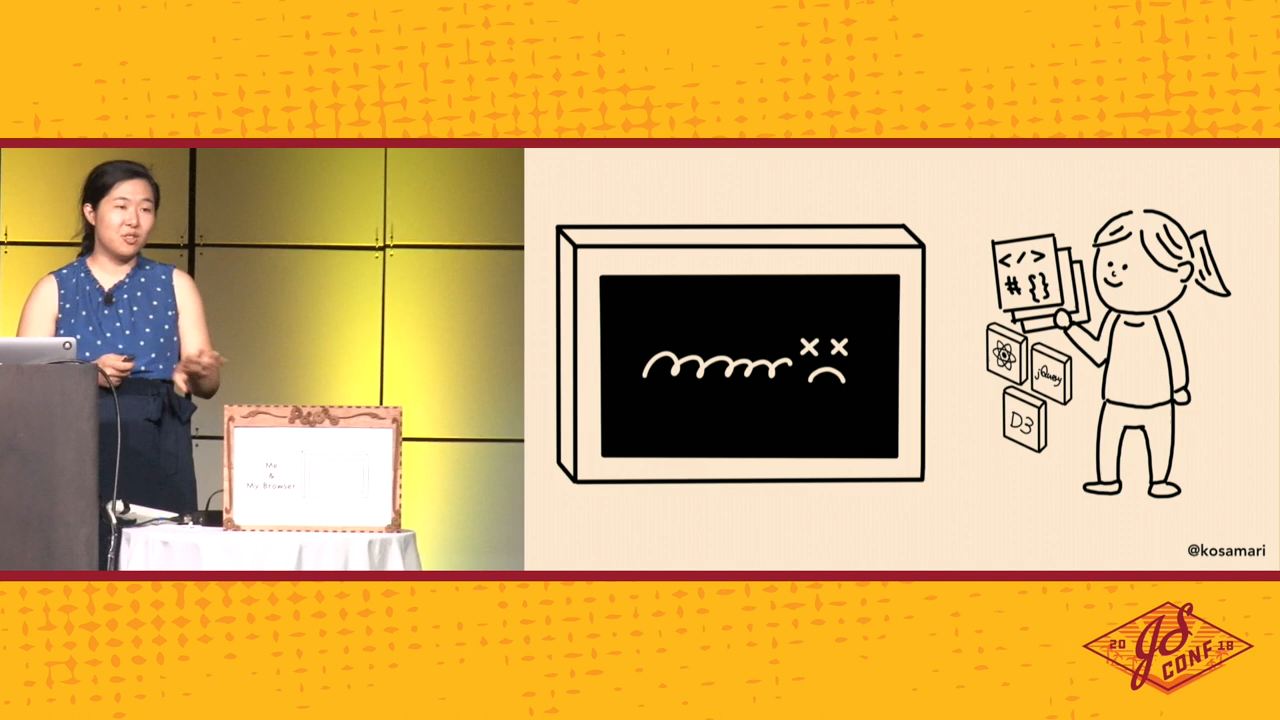 Me
&
My Browser
</>
# {}
jQuery
D3
@kosamari
20 JS 18
CONF